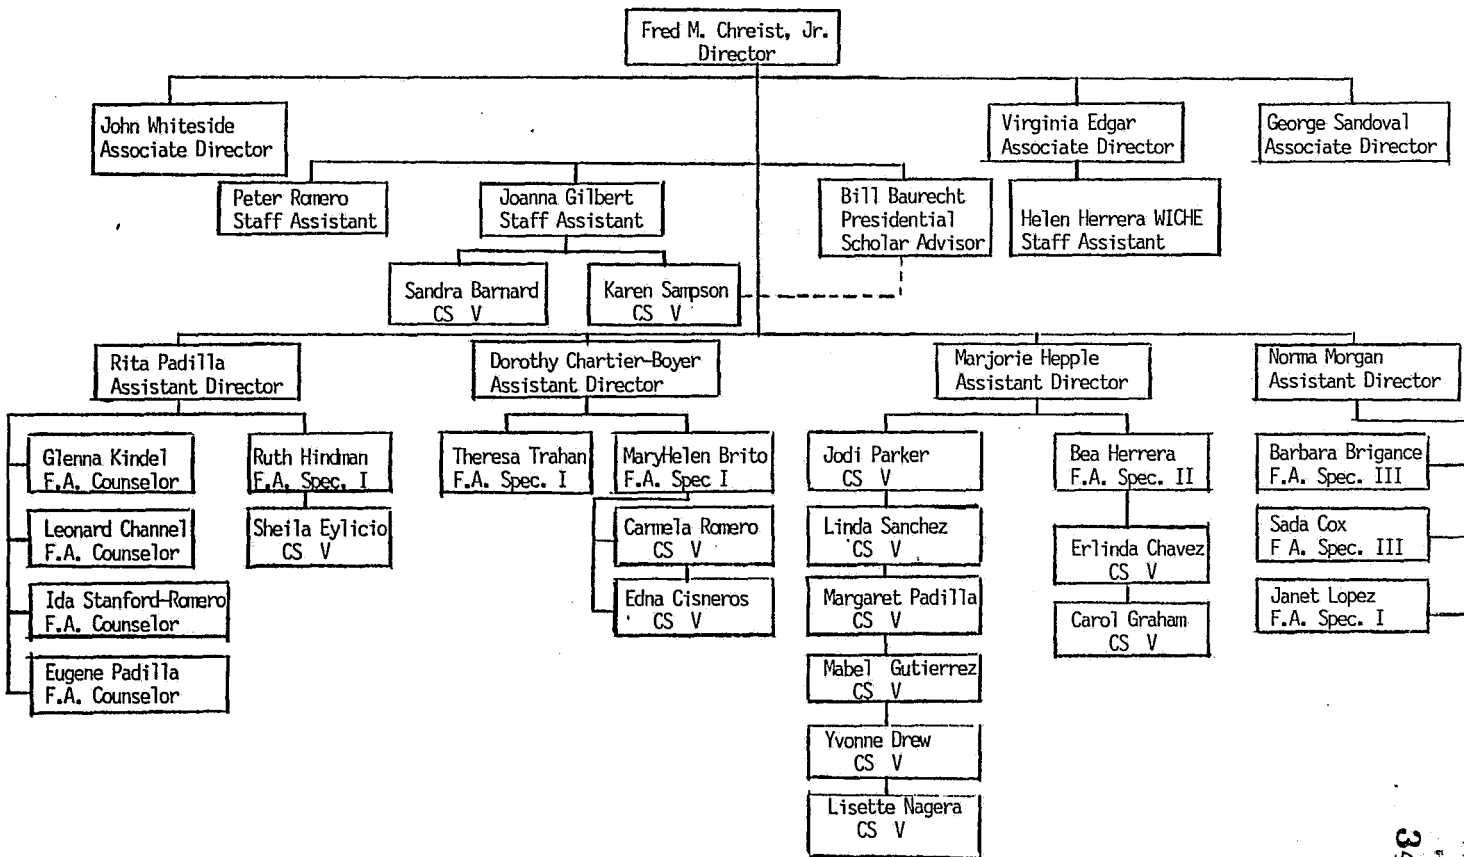 Fred M. Chreist, Jr.
Director
John Whiteside
Associate Director
Virginia Edgar
Associate Director
George Sandoval
Associate Director
Peter Romero
Staff Assistant
Joanna Gilbert
Staff Assistant
Bill Baurecht
Presidential
Scholar Advisor
Helen Herrera WICHE
Staff Assistant
Sandra Barnard
CS V
Karen Sampson
CS V
Rita Padilla
Assistant Director
Dorothy Chartier-Boyer
Assistant Director
Marjorie Hepple
Assistant Director
Norma Morgan
Assistant Director
Glenna Kindel
F.A. Counselor
Leonard Channel
F.A. Counselor
Ida Stanford-Romero
F.A. Counselor
Eugene Padilla
F.A. Counselor
Ruth Hindman
F.A. Spec. I
Sheila Eylicio
CS V
Theresa Trahan
F.A. Spec. I
MaryHelen Brito
F.A. Spec I
Carmela Romero
CS V
Edna Cisneros
CS V
Jodi Parker
CS V
Linda Sanchez
CS V
Margaret Padilla
CS V
Mabel Gutierrez
CS V
Yvonne Drew
CS V
Lisette Nagera
CS V
Bea Herrera
F.A. Spec. II
Erlinda Chavez
CS V
Carol Graham
CS V
Barbara Brigance
F.A. Spec. III
Sada Cox
F A. Spec. III
Janet Lopez
F.A. Spec. I